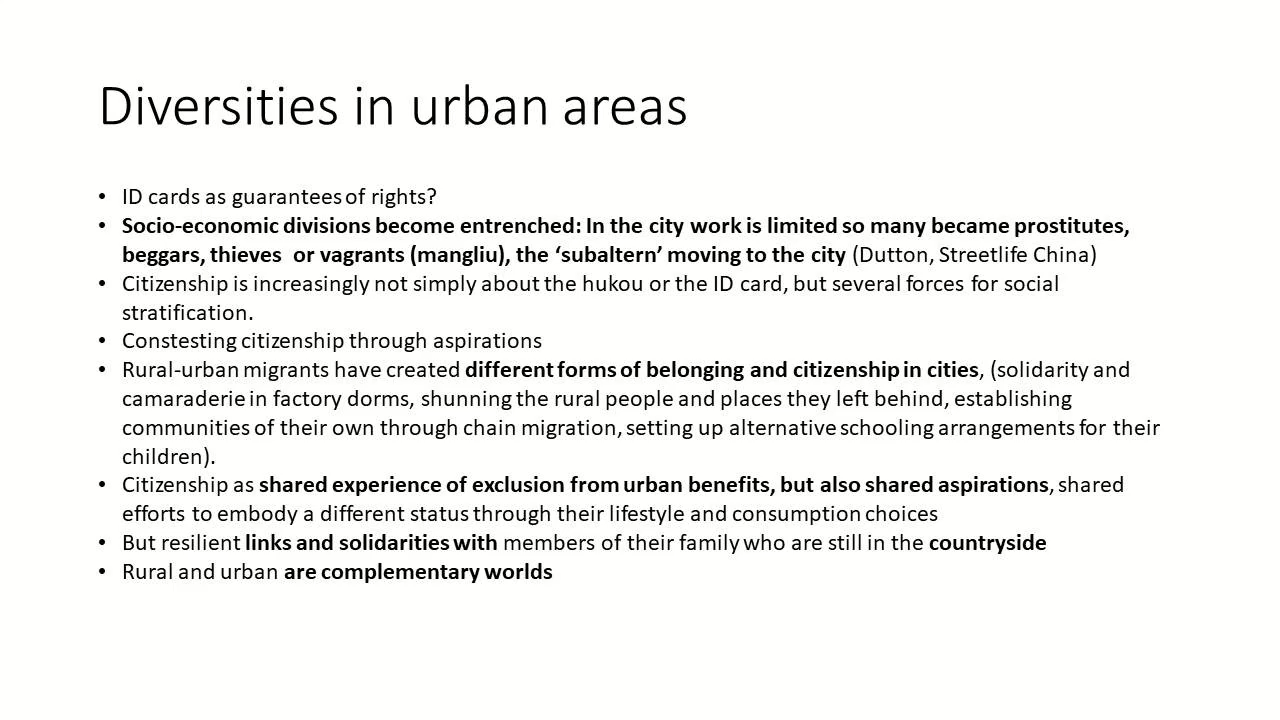 Diversities in urban areas
• ID cards as guarantees of rights?
• Socio-economic divisions become entrenched: In the city work is limited so many became prostitutes,
beggars, thieves  or vagrants (mangliu), the ‘subaltern’ moving to the city (Dutton, Streetlife China)
• Citizenship is increasingly not simply about the hukou or the ID card, but several forces for social
stratification.
• Constesting citizenship through aspirations
• Rural-urban migrants have created different forms of belonging and citizenship in cities, (solidarity and
camaraderie in factory dorms, shunning the rural people and places they left behind, establishing
communities of their own through chain migration, setting up alternative schooling arrangements for their
children).
• Citizenship as shared experience of exclusion from urban benefits, but also shared aspirations, shared
efforts to embody a different status through their lifestyle and consumption choices
• But resilient links and solidarities with members of their family who are still in the countryside
• Rural and urban are complementary worlds